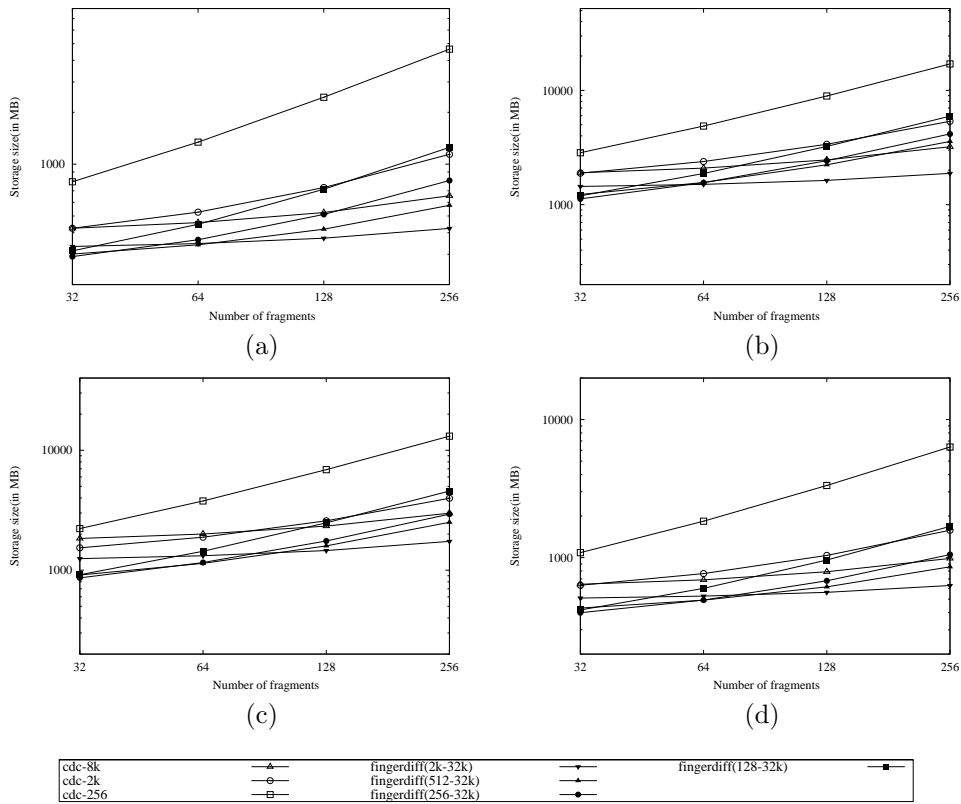 1000
Storage size(in MB)
32
64
128
256
Number of fragments
(a)
10000
1000
Storage size(in MB)
32
64
128
256
Number of fragments
(b)
10000
1000
Storage size(in MB)
32
64
128
256
Number of fragments
(c)
10000
1000
Storage size(in MB)
32
64
128
256
Number of fragments
(d)
cdc-8k fingerdiff(2k-32k) fingerdiff(128-32k)
cdc-2k fingerdiff(512-32k)
cdc-256 fingerdiff(256-32k)